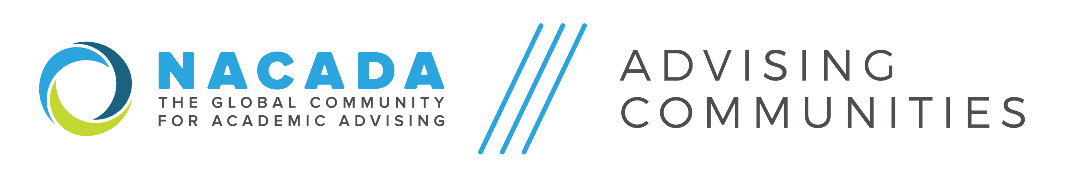 NACADA
THE GLOBAL COMMUNITY
FOR ACADEMIC ADVISING
ADVISING
COMMUNITIES